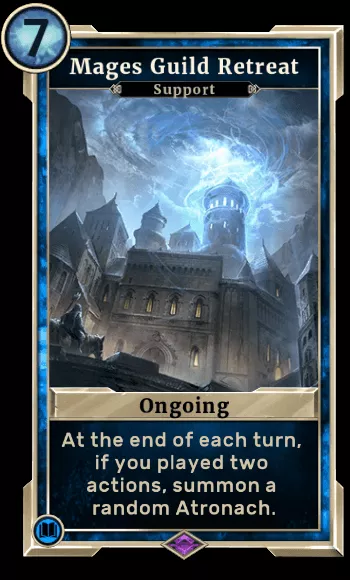 7
Mages Guild Retreat
Support
Ongoing
At the end of each turn,
if you played two
actions, summon a
random Atronach.